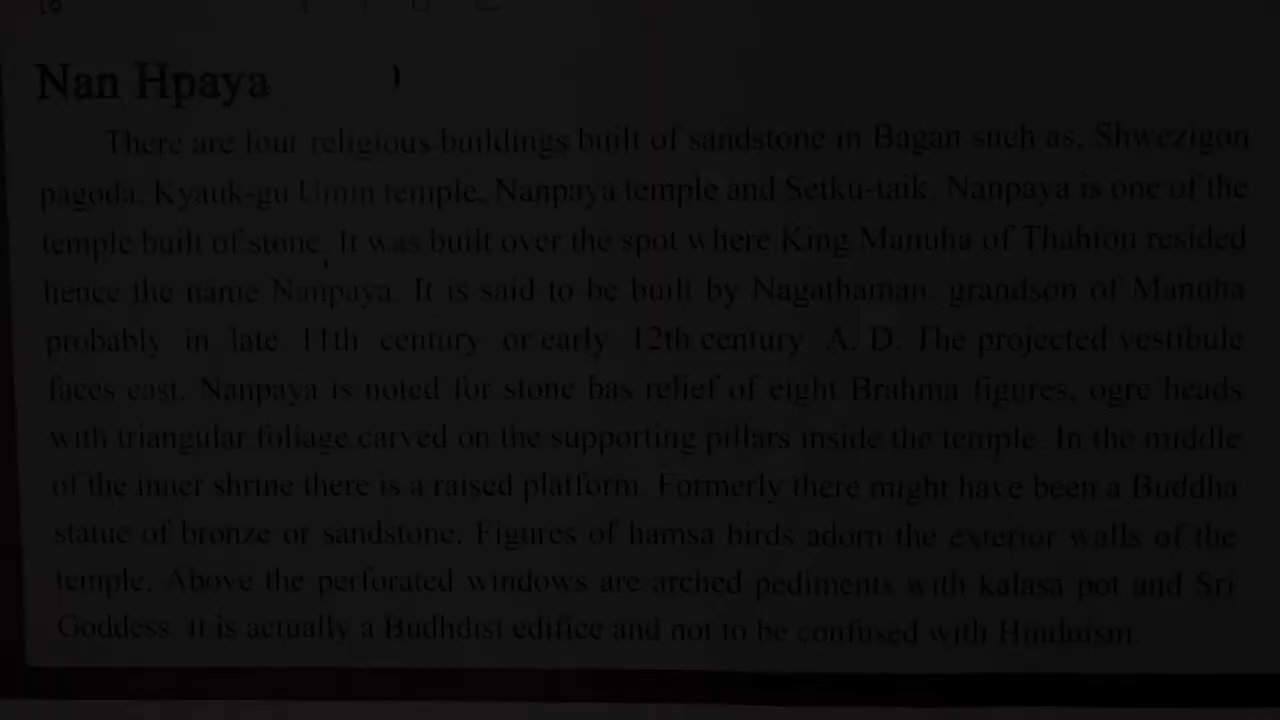 Nan Hpaya
There are four religious buildings built of sandstone in Bagan such as, Shwezigon
pagoda, Kyauk-gu Umin temple, Nanpaya temple and Setku-taik. Nanpaya is one of the
temple built of stone. It was built over the spot where King Manuha of Thahton resided
hence the name Nanpaya. It is said to be built by Nagathaman, grandson of Manuha
probably in late 11th century or early 12th century A. D. The projected vestibule
faces east. Nanpaya is noted for stone bas relief of eight Brahma figures, ogre heads
with triangular foliage carved on the supporting pillars inside the temple. In the middle
of the inner shrine there is a raised platform. Formerly there might have been a Buddha
statue of bronze or sandstone. Figures of hamsa birds adorn the exterior walls of the
temple. Above the perforated windows are arched pediments with kalasa pot and Sri
Goddess. It is actually a Budhdist edifice and not to be confused with Hinduism.